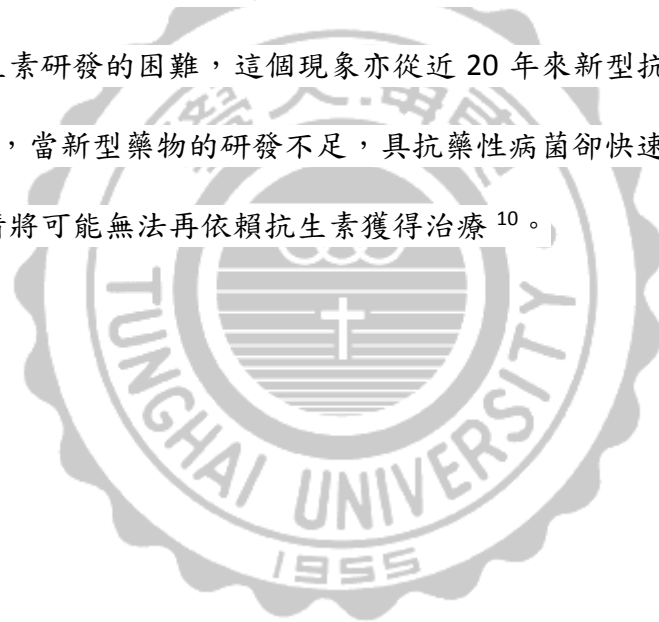 素研發的困難，這個現象亦從近 20 年來新型抗
，當新型藥物的研發不足，具抗藥性病菌卻快速
將可能無法再依賴抗生素獲得治療 10。
TUNGHAI UNIVERSITY
1955